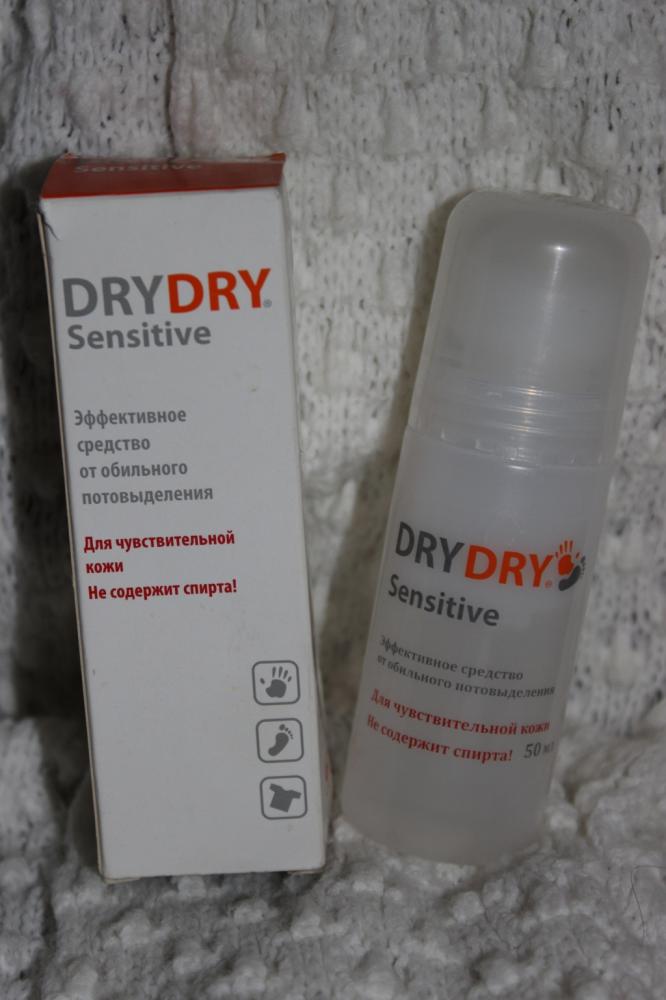 Sensitive
DRYDRY®
Sensitive
Эффективное
средство
от обильного
потовыделения
Для чувствительной
кожи
Не содержит спирта!
DRYDRY®
Sensitive
Эффективное средство
от обильного потовыделения
Для чувствительной кожи
Не содержит спирта! 50 мл